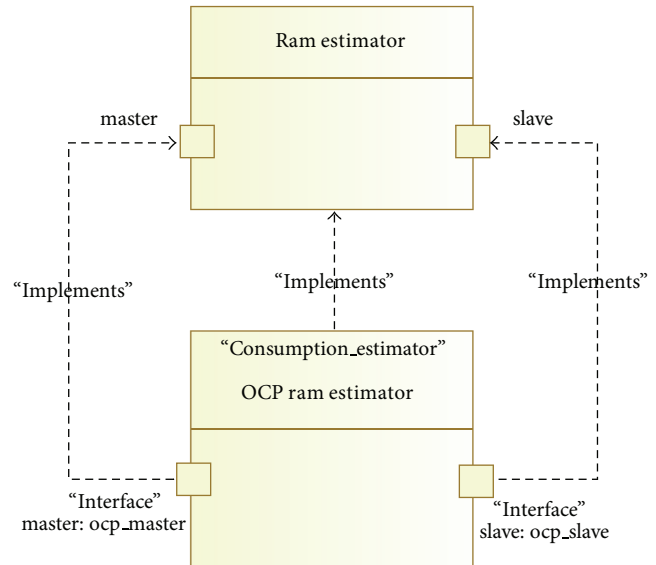 Ram estimator
master
slave
“Implements”
“Implements”
“Implements”
“Consumption_estimator”
OCP ram estimator
“Interface”
master: ocp_master
“Interface”
slave: ocp_slave